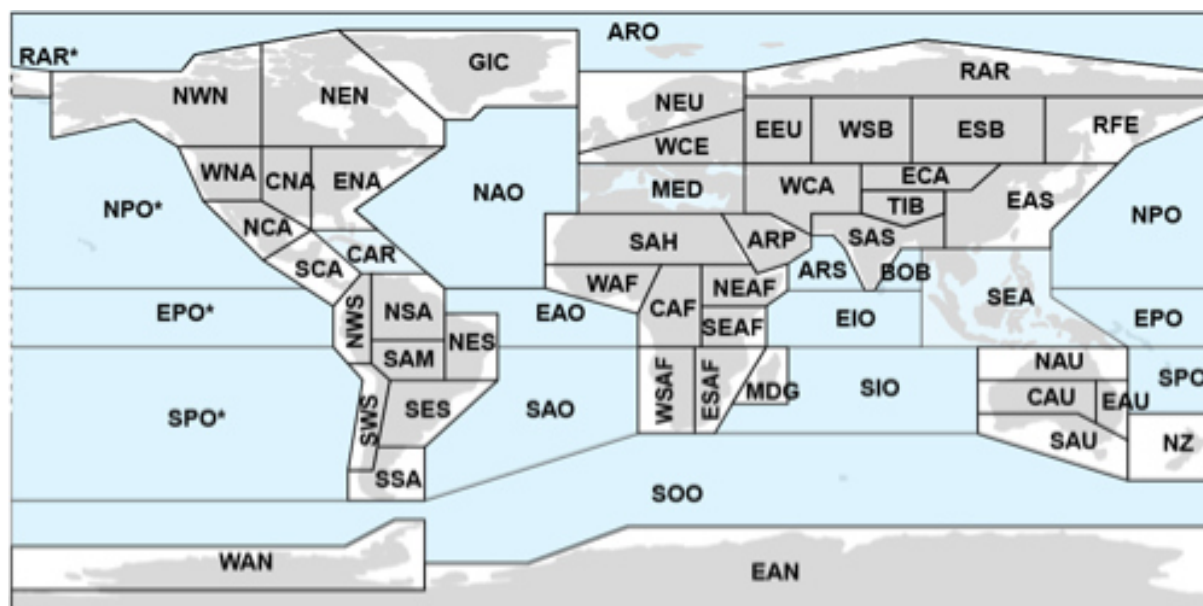 ARO
RAR*
GIC
RAR
NWN
NEN
NEU
EEU
WSB
ESB
RFE
WCE
WNA
CNA
ENA
NAO
MED
WCA
ECA
EAS
TIB
NPO*
NPO
NCA
CAR
SAH
ARP
SAS
SCA
ARS
BOB
WAF
NEAF
SEA
EPO*
NWS
NSA
EAO
CAF
SEAF
EIO
EPO
NES
SAM
WSAF
ESAF
MDG
SIO
NAU
SPO
CAU
EAU
SPO*
SWS
SES
SAO
SAU
NZ
SSA
SOO
WAN
EAN